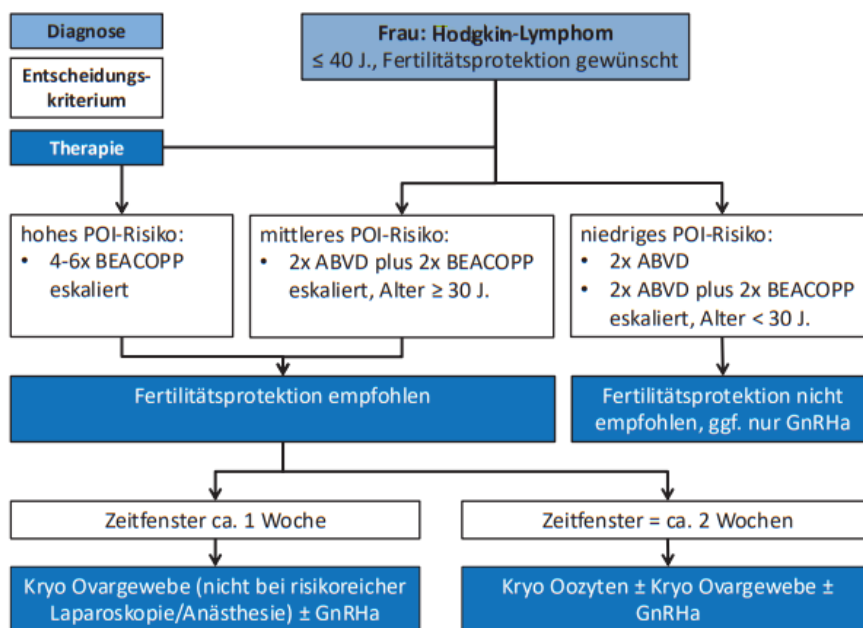 Diagnose
Entscheidungs-
kriterium
Therapie
Frau: Hodgkin-Lymphom
≤ 40 J., Fertilitätsprotektion gewünscht
hohes POI-Risiko:
• 4-6x BEACOPP
eskaliert
mittleres POI-Risiko:
• 2x ABVD plus 2x BEACOPP
eskaliert, Alter ≥ 30 J.
niedriges POI-Risiko:
• 2x ABVD
• 2x ABVD plus 2x BEACOPP
eskaliert, Alter < 30 J.
Fertilitätsprotektion empfohlen
Fertilitätsprotektion nicht
empfohlen, ggf. nur GnRHa
Zeitfenster ca. 1 Woche
Zeitfenster = ca. 2 Wochen
Kryo Ovargewebe (nicht bei risikoreicher
Laparoskopie/Anästhesie) ± GnRHa
Kryo Oozyten ± Kryo Ovargewebe ±
GnRHa